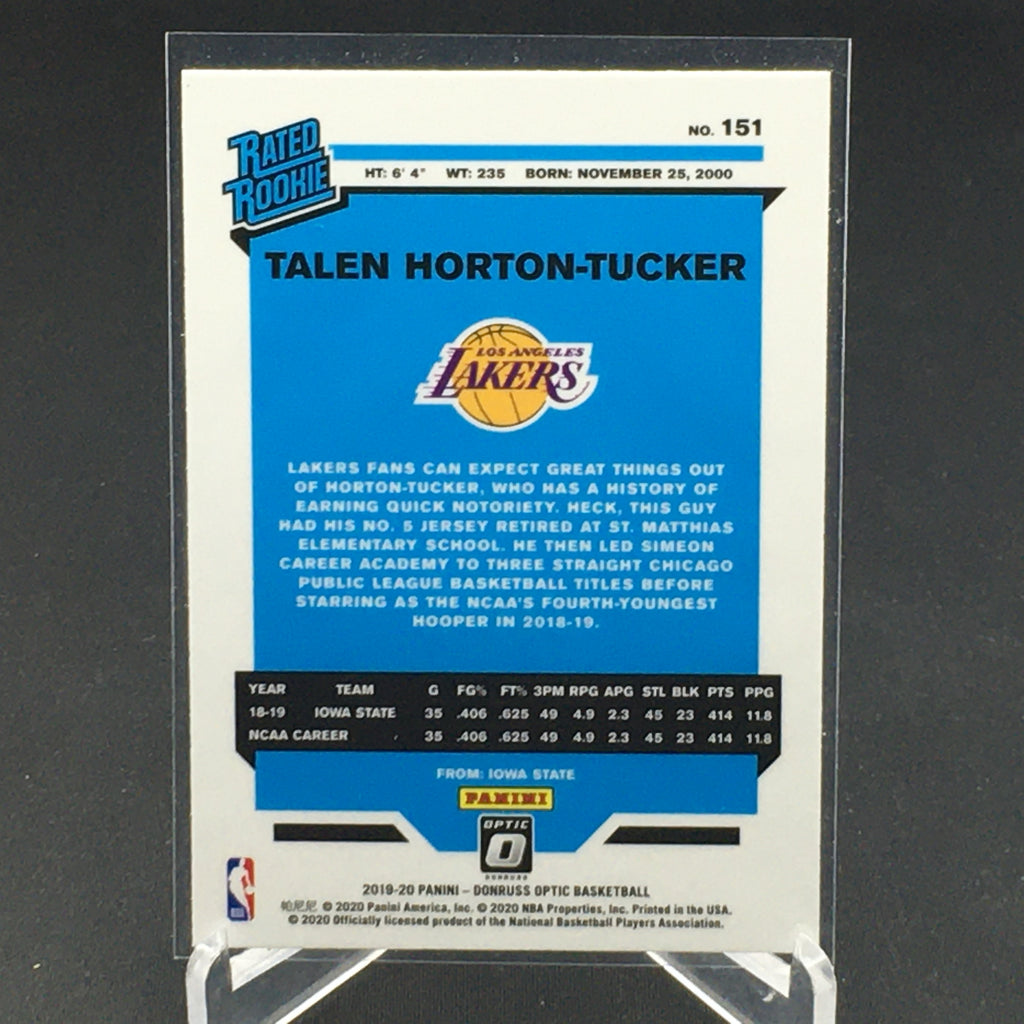 NO. 151
RATED
ROOKIE
HT: 6' 4" WT: 235 BORN: NOVEMBER 25, 2000
TALEN HORTON-TUCKER
LOS ANGELES
LAKERS
LAKERS FANS CAN EXPECT GREAT THINGS OUT
OF HORTON-TUCKER, WHO HAS A HISTORY OF
EARNING QUICK NOTORIETY. HECK, THIS GUY
HAD HIS NO. 5 JERSEY RETIRED AT ST. MATTHIAS
ELEMENTARY SCHOOL. HE THEN LED SIMEON
CAREER ACADEMY TO THREE STRAIGHT CHICAGO
PUBLIC LEAGUE BASKETBALL TITLES BEFORE
STARRING AS THE NCAA'S FOURTH-YOUNGEST
HOOPER IN 2018-19.
YEAR TEAM G FG% FT% 3PM RPG APG STL BLK PTS PPG
18-19 IOWA STATE 35 .406 .625 49 4.9 2.3 45 23 414 11.8
NCAA CAREER 35 .406 .625 49 4.9 2.3 45 23 414 11.8
FROM: IOWA STATE
PANINI
OPTIC
O
DONRUSS
NBA
2019-20 PANINI – DONRUSS OPTIC BASKETBALL
帕尼尼 © 2020 Panini America, Inc. © 2020 NBA Properties, Inc. Printed in the USA.
© 2020 Officially licensed product of the National Basketball Players Association.